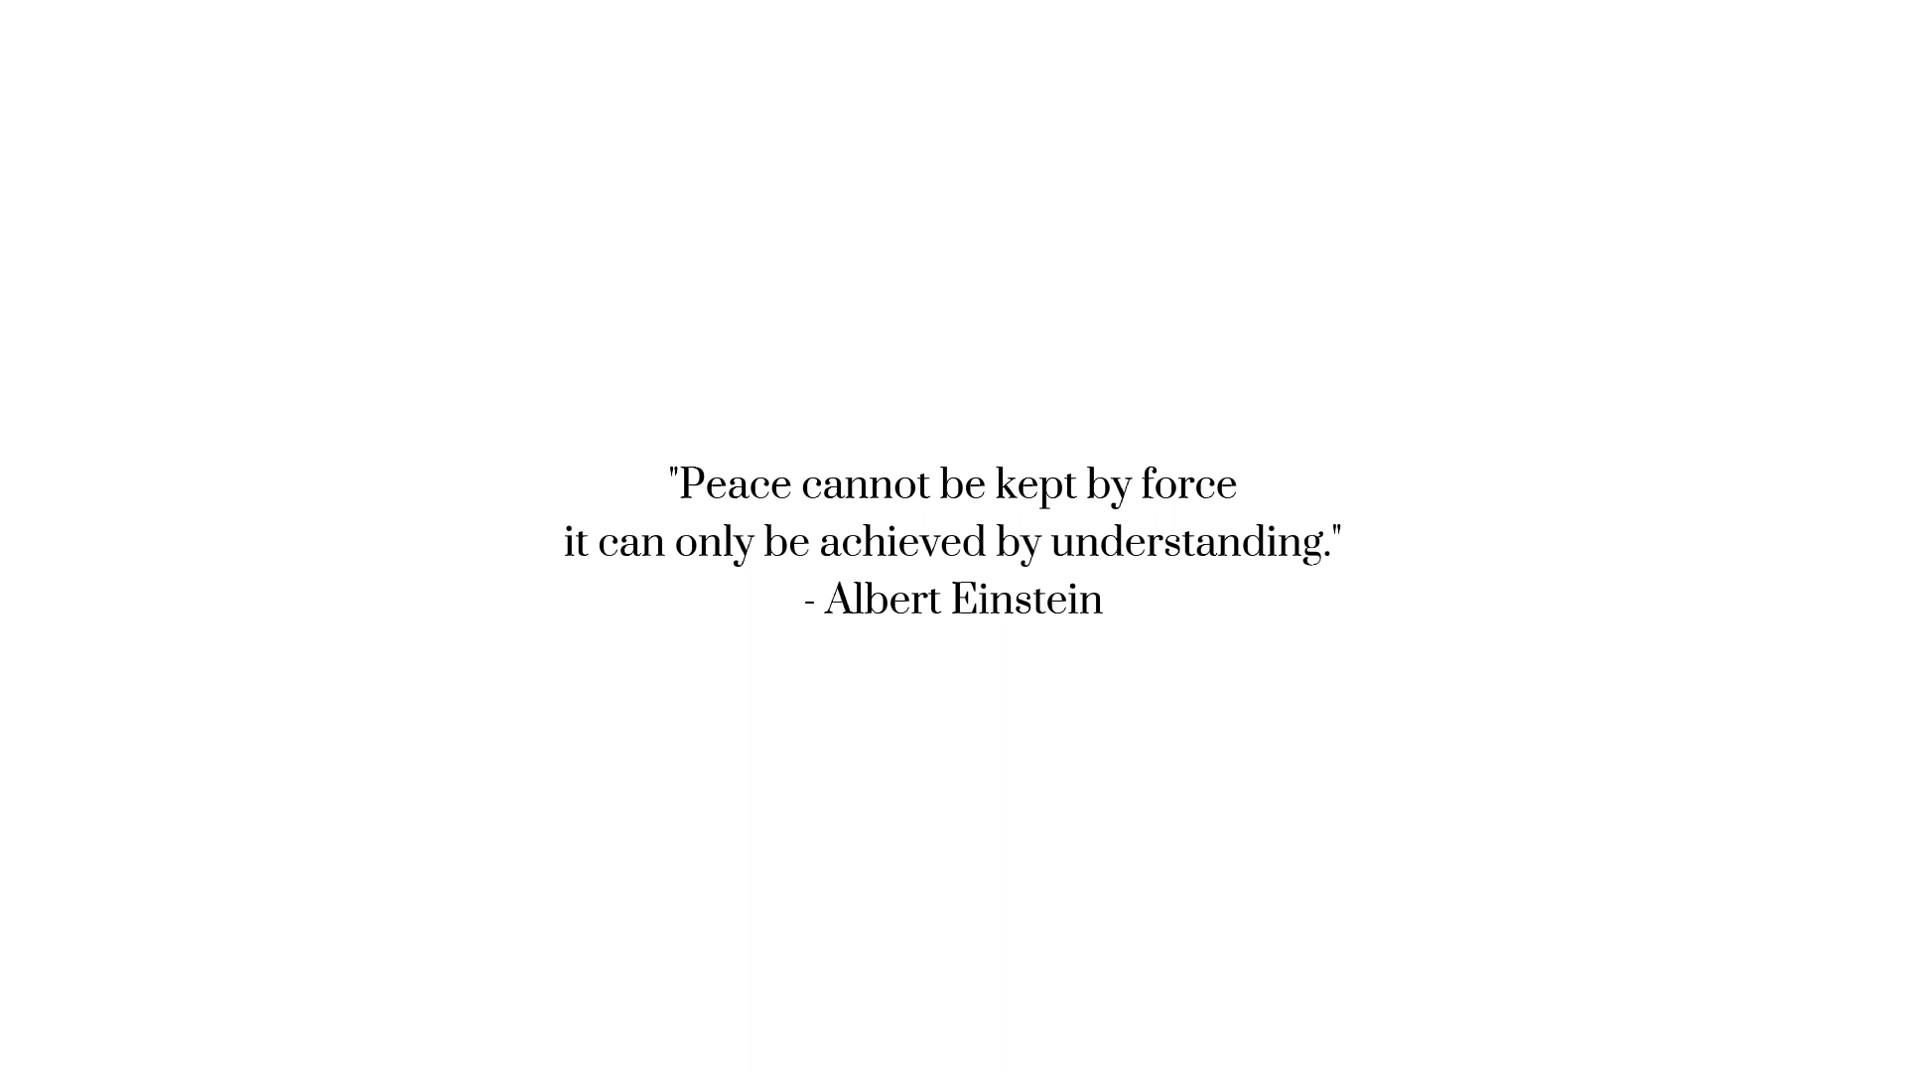 "Peace cannot be kept by force
it can only be achieved by understanding."
- Albert Einstein